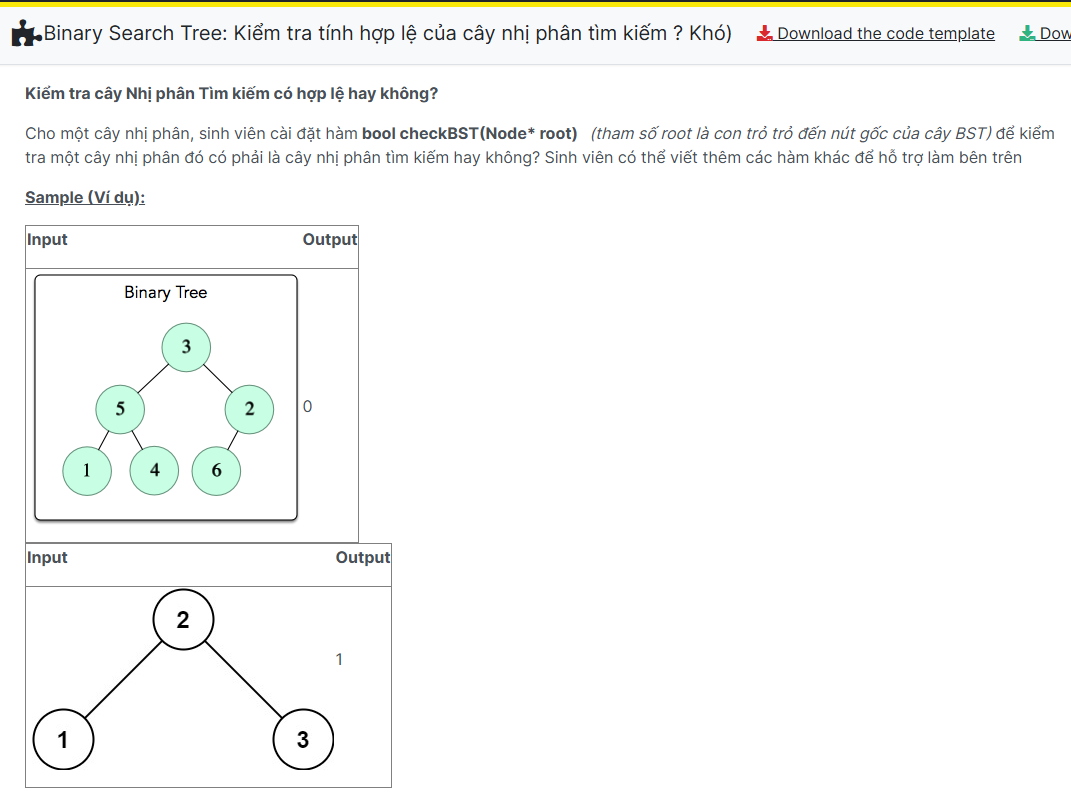 Binary Search Tree: Kiểm tra tính hợp lệ của cây nhị phân tìm kiếm ? Khó) Download the code template Dow
Kiểm tra cây Nhị phân Tìm kiếm có hợp lệ hay không?
Cho một cây nhị phân, sinh viên cài đặt hàm bool checkBST(Node* root) (tham số root là con trỏ trỏ đến nút gốc của cây BST) để kiểm
tra một cây nhị phân đó có phải là cây nhị phân tìm kiếm hay không? Sinh viên có thể viết thêm các hàm khác để hỗ trợ làm bên trên
Sample (Ví dụ):
Input Output
Binary Tree
3
5 2
0
1 4 6
Input Output
2
1
1 3